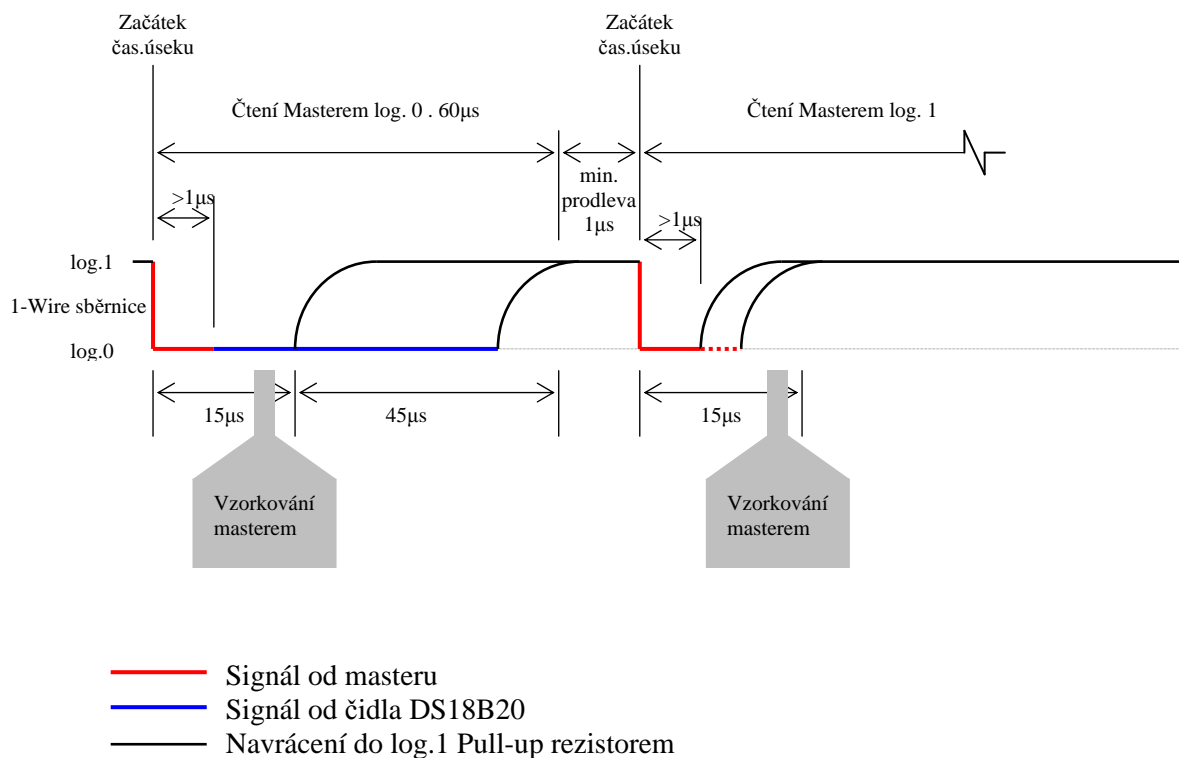 Začátek
čas.úseku
Začátek
čas.úseku
Čtení Masterem log. 0 . 60μs
Čtení Masterem log. 1
>1μs
min.
prodleva
1μs
>1μs
log.1
1-Wire sběrnice
log.0
15μs
45μs
15μs
Vzorkování
masterem
Vzorkování
masterem
Signál od masteru
Signál od čidla DS18B20
Navrácení do log.1 Pull-up rezistorem